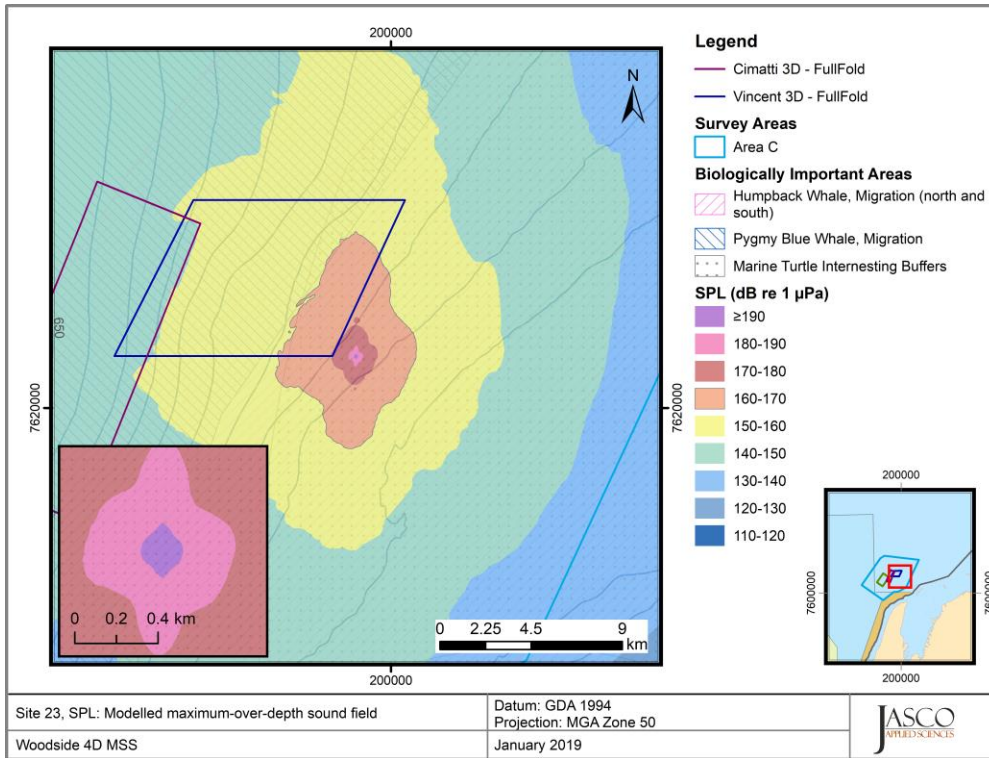 200000
N
7620000
7620000
650
0 0.2 0.4 km
0 2.25 4.5 9
km
200000
Legend
Cimatti 3D - FullFold
Vincent 3D - FullFold
Survey Areas
Area C
Biologically Important Areas
Humpback Whale, Migration (north and
south)
Pygmy Blue Whale, Migration
Marine Turtle Internesting Buffers
SPL (dB re 1 µPa)
≥190
180-190
170-180
160-170
150-160
140-150
130-140
120-130
110-120
200000
7600000
7600000
200000
Site 23, SPL: Modelled maximum-over-depth sound field
Woodside 4D MSS
Datum: GDA 1994
Projection: MGA Zone 50
January 2019
JASCO
APPLIED SCIENCES